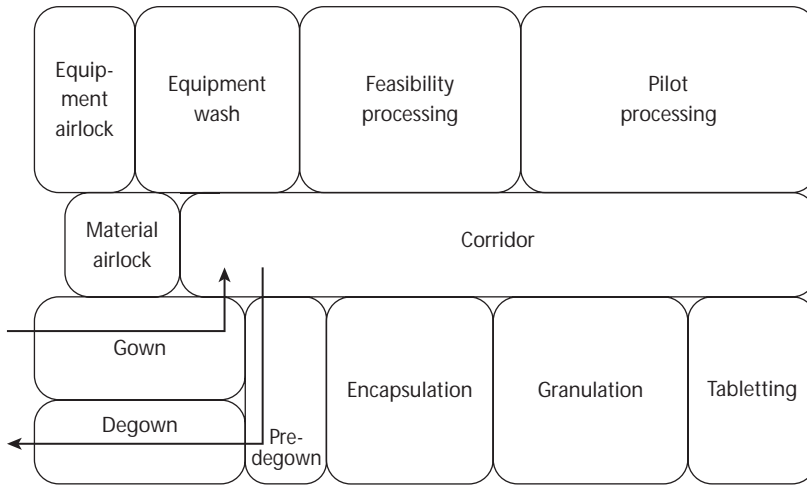 Equip-
ment
airlock
Equipment
wash
Feasibility
processing
Pilot
processing
Material
airlock
Corridor
Gown
Degown
Pre-
degown
Encapsulation
Granulation
Tabletting